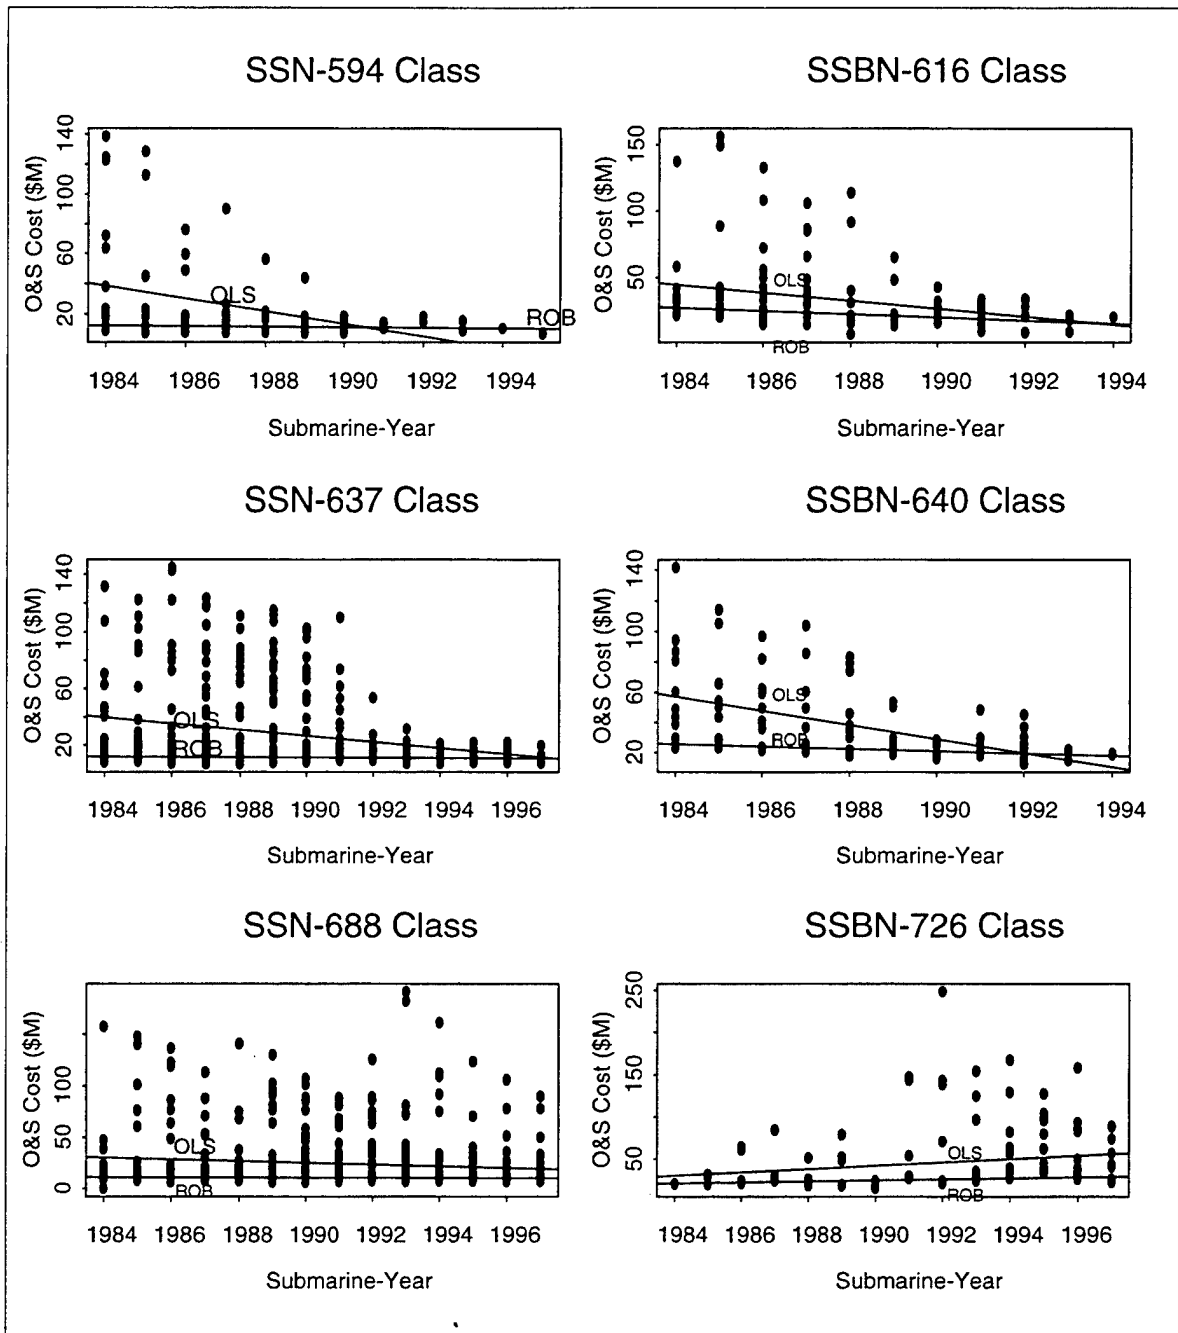 SSN-594 Class
O&S Cost ($M)
140
100
60
20
OLS
ROB
1984 1986 1988 1990 1992 1994
Submarine-Year
SSBN-616 Class
O&S Cost ($M)
150
100
50
OLS
ROB
1984 1986 1988 1990 1992 1994
Submarine-Year
SSN-637 Class
O&S Cost ($M)
140
100
60
20
OLS
ROB
1984 1986 1988 1990 1992 1994 1996
Submarine-Year
SSBN-640 Class
O&S Cost ($M)
140
100
60
20
OLS
ROB
1984 1986 1988 1990 1992 1994
Submarine-Year
SSN-688 Class
O&S Cost ($M)
100
50
0
OLS
ROB
1984 1986 1988 1990 1992 1994 1996
Submarine-Year
SSBN-726 Class
O&S Cost ($M)
250
150
50
OLS
ROB
1984 1986 1988 1990 1992 1994 1996
Submarine-Year